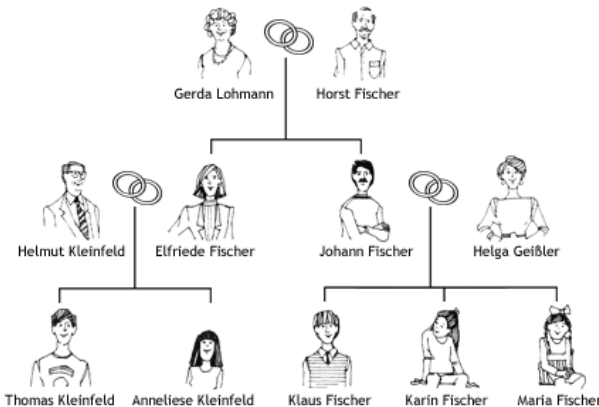 Gerda Lohmann
Horst Fischer
Helmut Kleinfeld
Elfriede Fischer
Johann Fischer
Helga Geißler
Thomas Kleinfeld
Anneliese Kleinfeld
Klaus Fischer
Karin Fischer
Maria Fischer